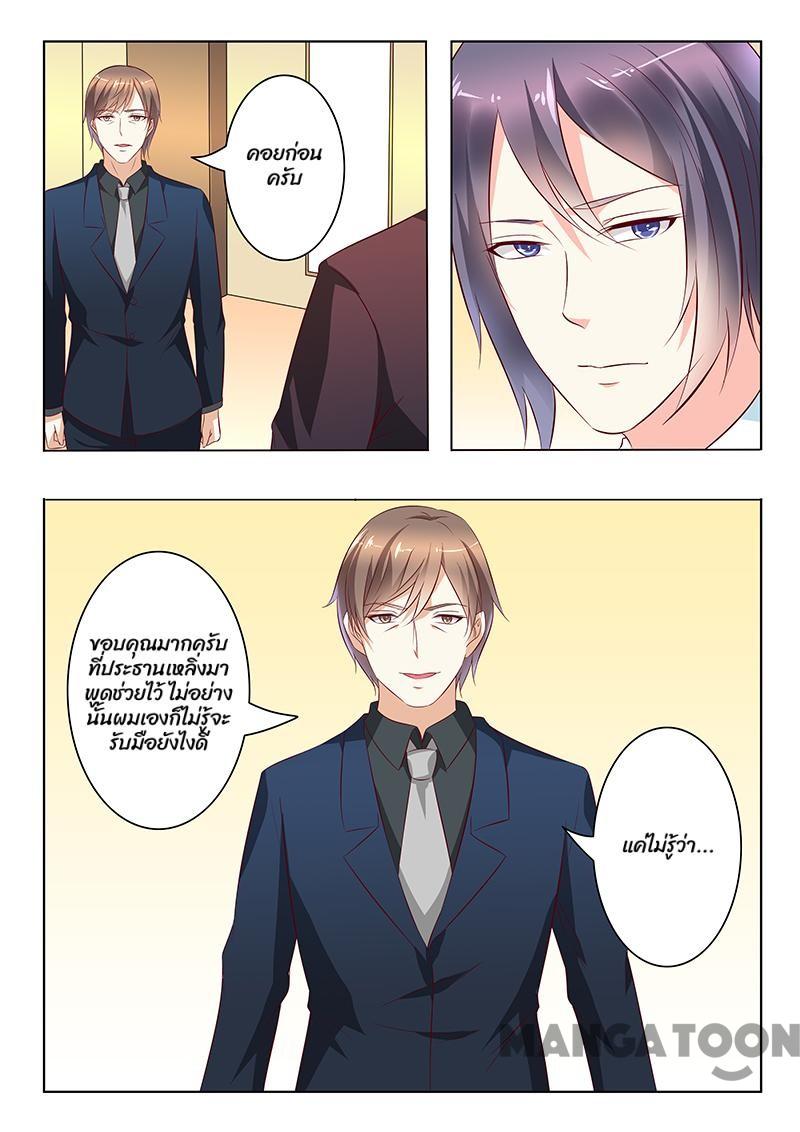 คอยก่อน
ครับ
ขอบคุณมากครับ
ที่ประธานเหลิ่งมา
พูดช่วยไว้ ไม่อย่าง
นั้นผมเองก็ไม่รู้จะ
รับมือยังไงดี
แค่ไม่รู้ว่า...
MANGATOON